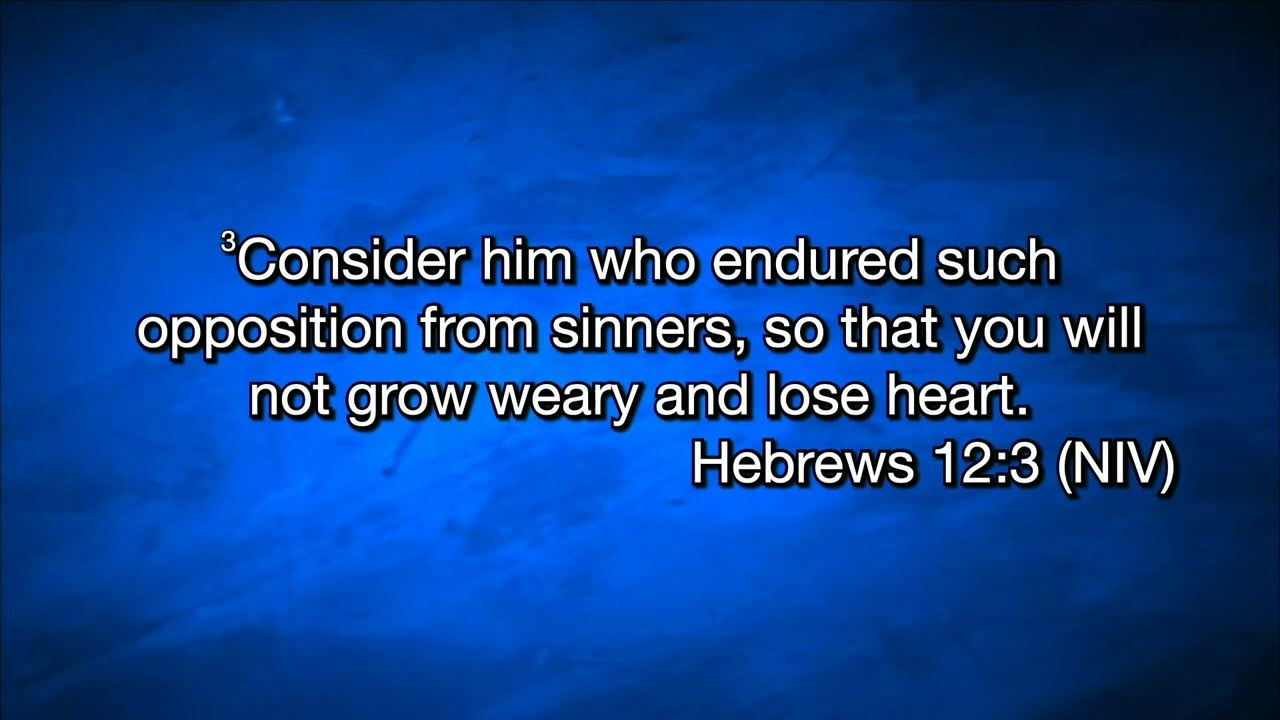 ³Consider him who endured such
opposition from sinners, so that you will
not grow weary and lose heart.
Hebrews 12:3 (NIV)